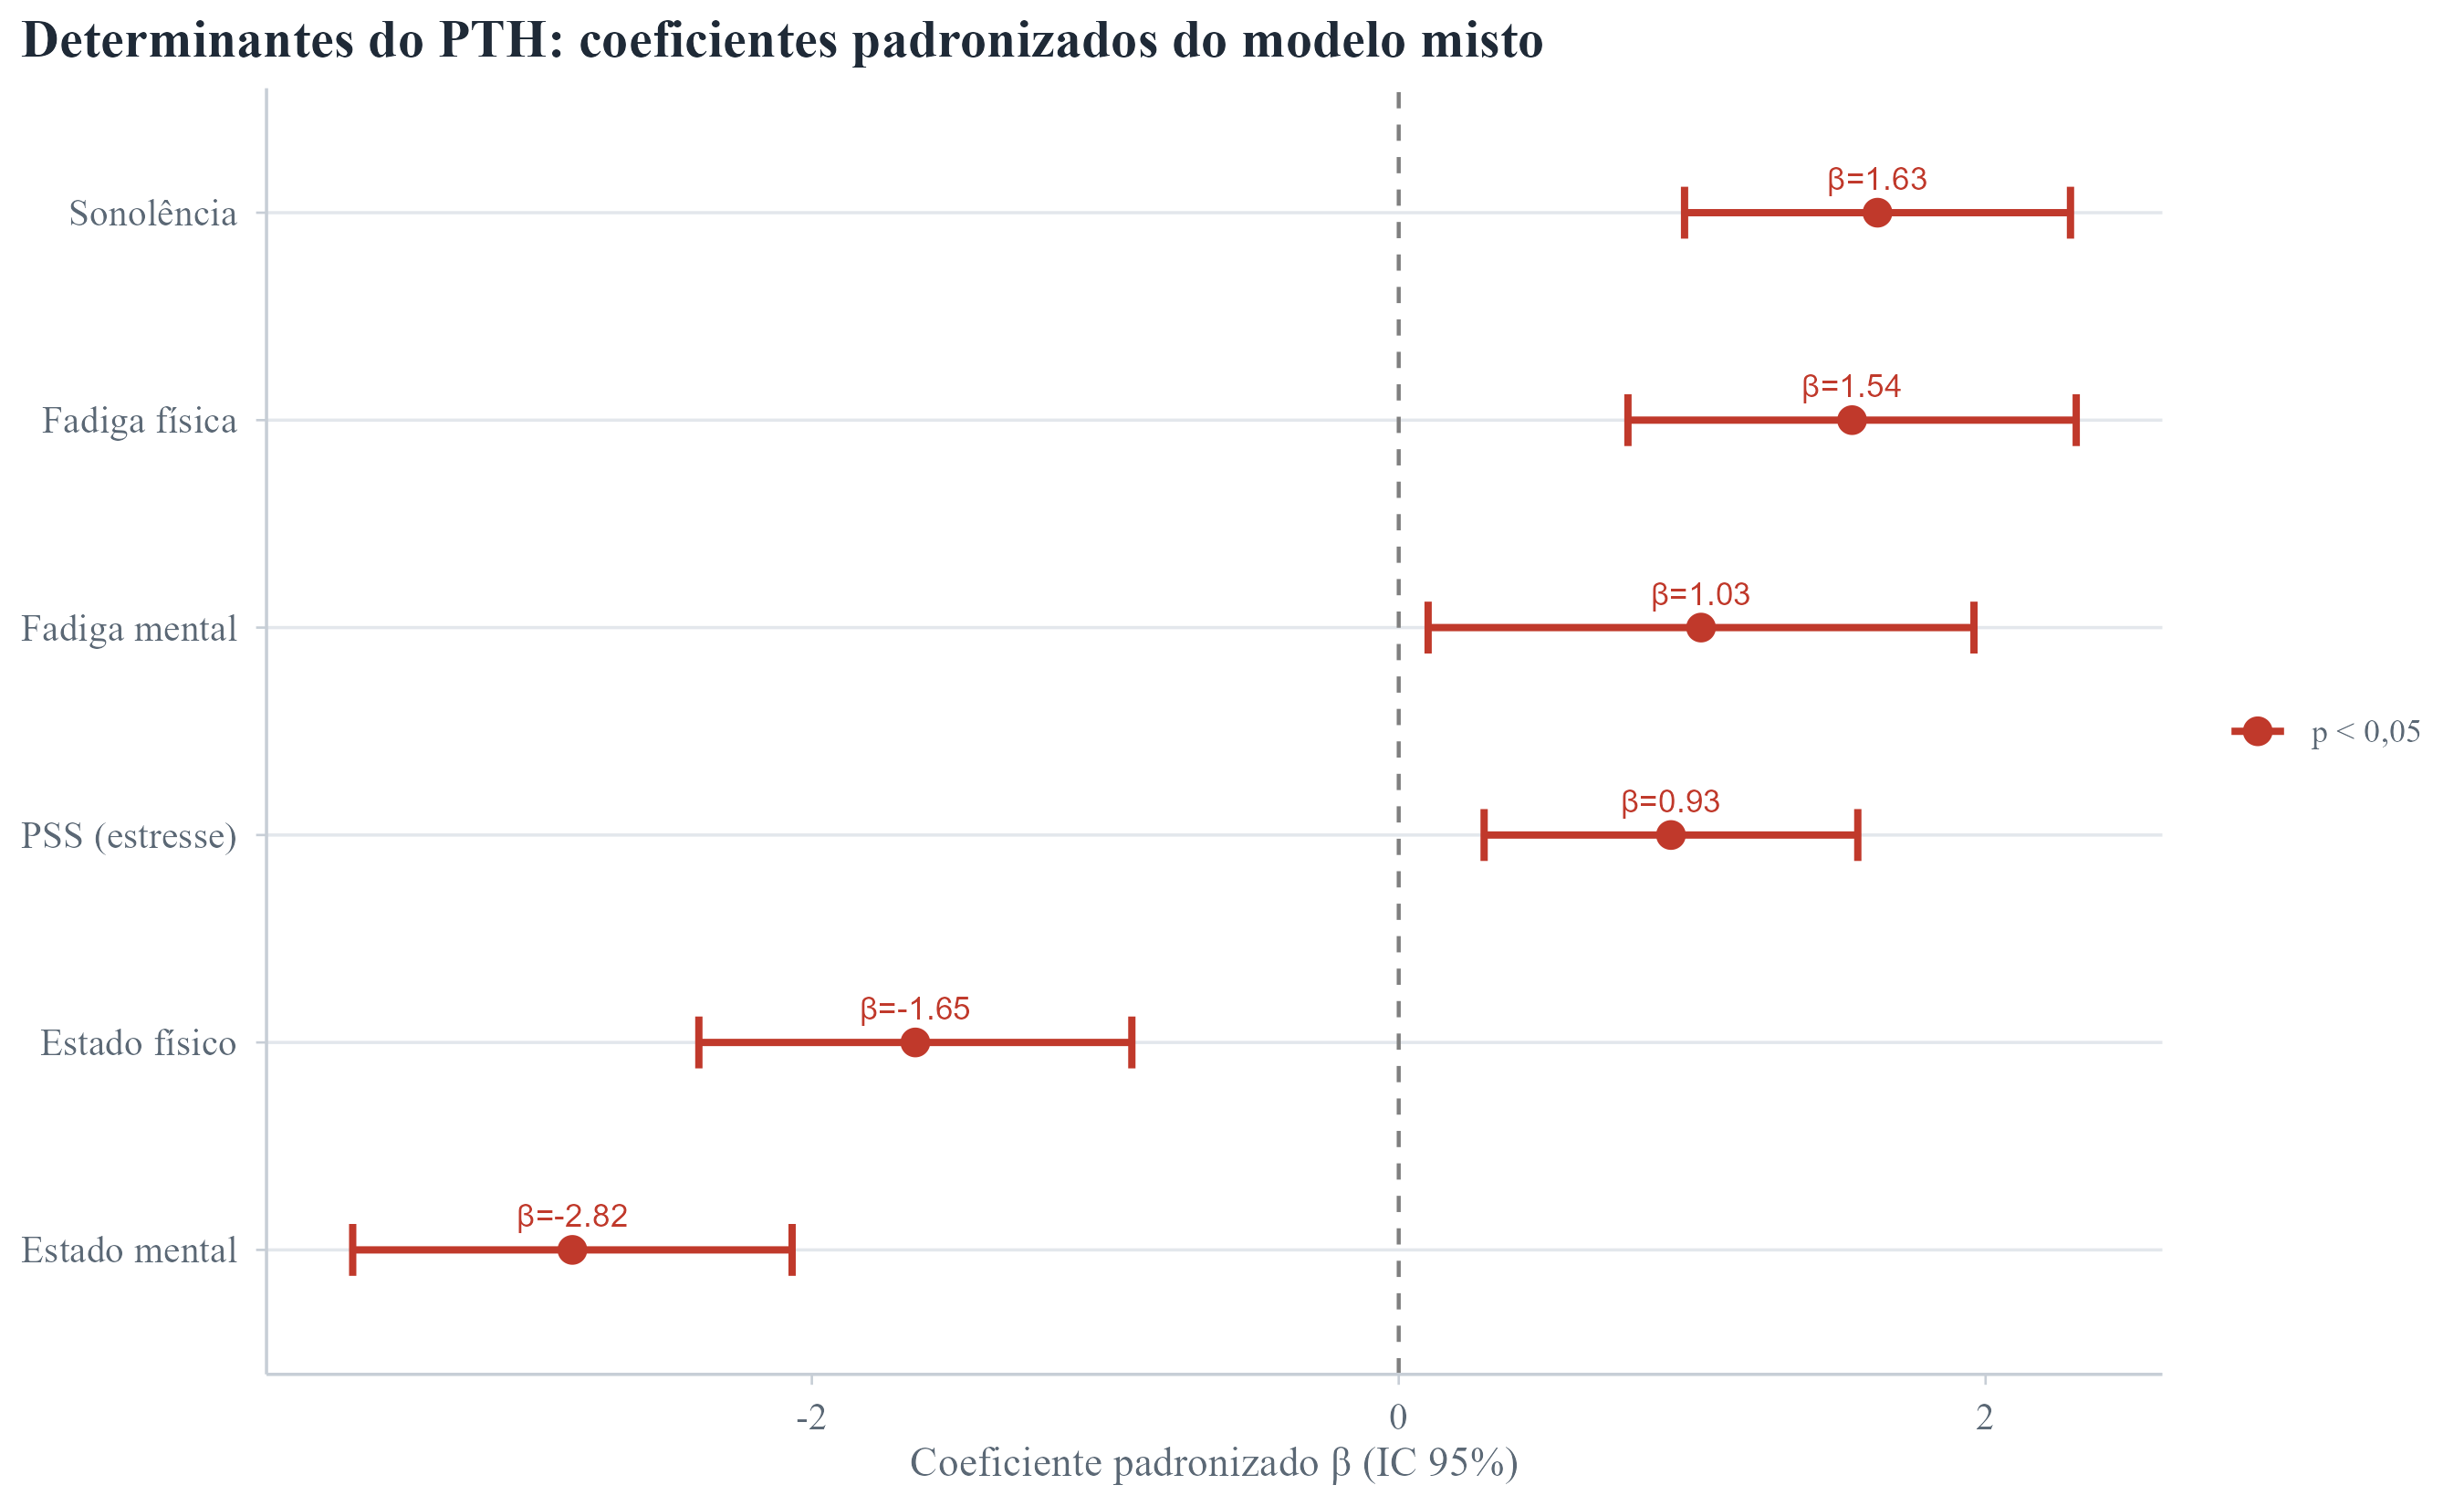 Determinantes do PTH: coeficientes padronizados do modelo misto
Sonolência
β=1.63
Fadiga física
β=1.54
Fadiga mental
β=1.03
p < 0,05
PSS (estresse)
β=0.93
Estado físico
β=-1.65
Estado mental
β=-2.82
-2
0
2
Coeficiente padronizado β (IC 95%)